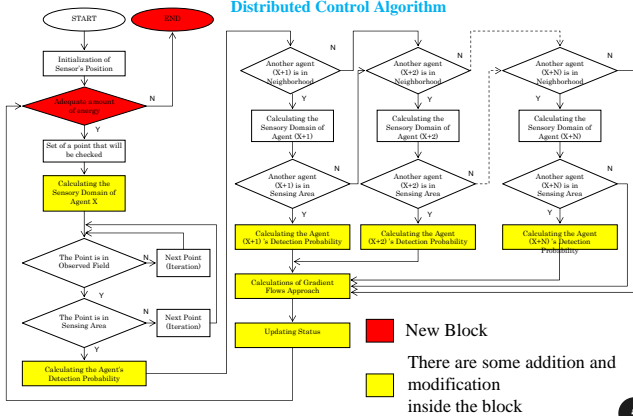 Distributed Control Algorithm
START
END
Initialization of
Sensor's Position
Adequate amount
of energy
N
Y
Set of a point that will
be checked
Calculating the
Sensory Domain of
Agent X
The Point is in
Observed Field
N
Next Point
(Iteration)
Y
The Point is in
Sensing Area
N
Next Point
(Iteration)
Y
Calculating the Agent's
Detection Probability
Another agent
(X+1) is in
Neighborhood
N
Y
Calculating the
Sensory Domain of
Agent (X+1)
Another agent
(X+1) is in
Sensing Area
N
Y
Calculating the Agent
(X+1) 's Detection Probability
Another agent
(X+2) is in
Neighborhood
N
Y
Calculating the
Sensory Domain of
Agent (X+2)
Another agent
(X+2) is in
Sensing Area
N
Y
Calculating the Agent
(X+2) 's Detection Probability
Another agent
(X+N) is in
Neighborhood
N
Y
Calculating the
Sensory Domain of
Agent (X+N)
Another agent
(X+N) is in
Sensing Area
N
Y
Calculating the Agent
(X+N) 's Detection
Probability
Calculations of Gradient
Flows Approach
Updating Status
New Block
There are some addition and
modification
inside the block